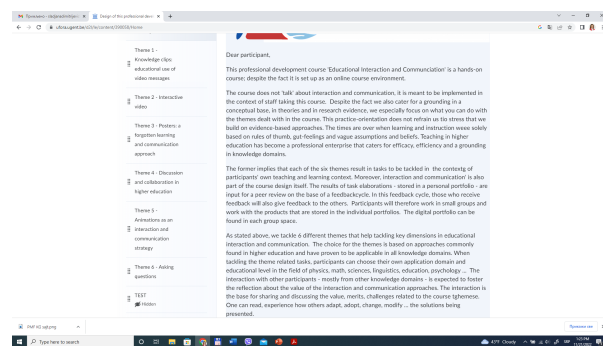 Design of this professional devel
ufora.ugent.be/d2l/le/content/390058/Home
Theme 1 -
Knowledge clips:
educational use of
video messages
Theme 2 - Interactive
video
Theme 3 - Posters: a
forgotten learning
and communication
approach
Theme 4 - Discussion
and collaboration in
higher education
Theme 5 -
Animations as an
interaction and
communication
strategy
Theme 6 - Asking
questions
TEST
Hidden
Dear participant,
This professional development course 'Educational Interaction and Communciation' is a hands-on
course; despite the fact it is set up as an online course environment.
The course does not 'talk' about interaction and communication, it is meant to be implemented in
the context of staff taking this course. Despite the fact we also cater for a grounding in a
conceptual base, in theories and in research evidence, we especially focus on what you can do with
the themes dealt with in the course. This practice-orientation does not refrain us to stress that we
build on evidence-based approaches. The times are over when learning and instruction were solely
based on rules of thumb, gut-feelings and vague assumptions and beliefs. Teaching in higher
education has become a professional enterprise that caters for efficacy, efficiency and a grounding
in knowledge domains.
The former implies that each of the six themes result in tasks to be tackled in the contextg of
participants' own teaching and learning context. Moreover, interaction and communication' is also
part of the course design itself. The results of task elaborations - stored in a personal portfolio - are
input for a peer review on the base of a feedbackcycle. In this feedback cycle, those who receive
feedback will also give feedback to the others. Participants will therefore work in small groups and
work with the products that are stored in the individual portfolios. The digital portfolio can be
found in each group space.
As stated above, we tackle 6 different themes that help tackling key dimensions in educational
interaction and communication. The choice for the themes is based on approaches commonly
found in higher education and have proven to be applicable in all knowledge domains. When
tackling the theme related tasks, participants can choose their own application domain and
educational level in the field of physics, math, sciences, linguistics, education, psychology ... The
interaction with other participants - mostly from other knowledge domains - is expected to foster
the reflection about the value of the interaction and communication approaches. The interaction is
the base for sharing and discussing the value, merits, challenges related to the course tghemese.
One can read, experience how others adapt, adopt, change, modify ... the solutions being
presented.
PMF NG sajt.png
Прикажи све
Type here to search
43°F Cloudy
1:25 PM
11/27/2022